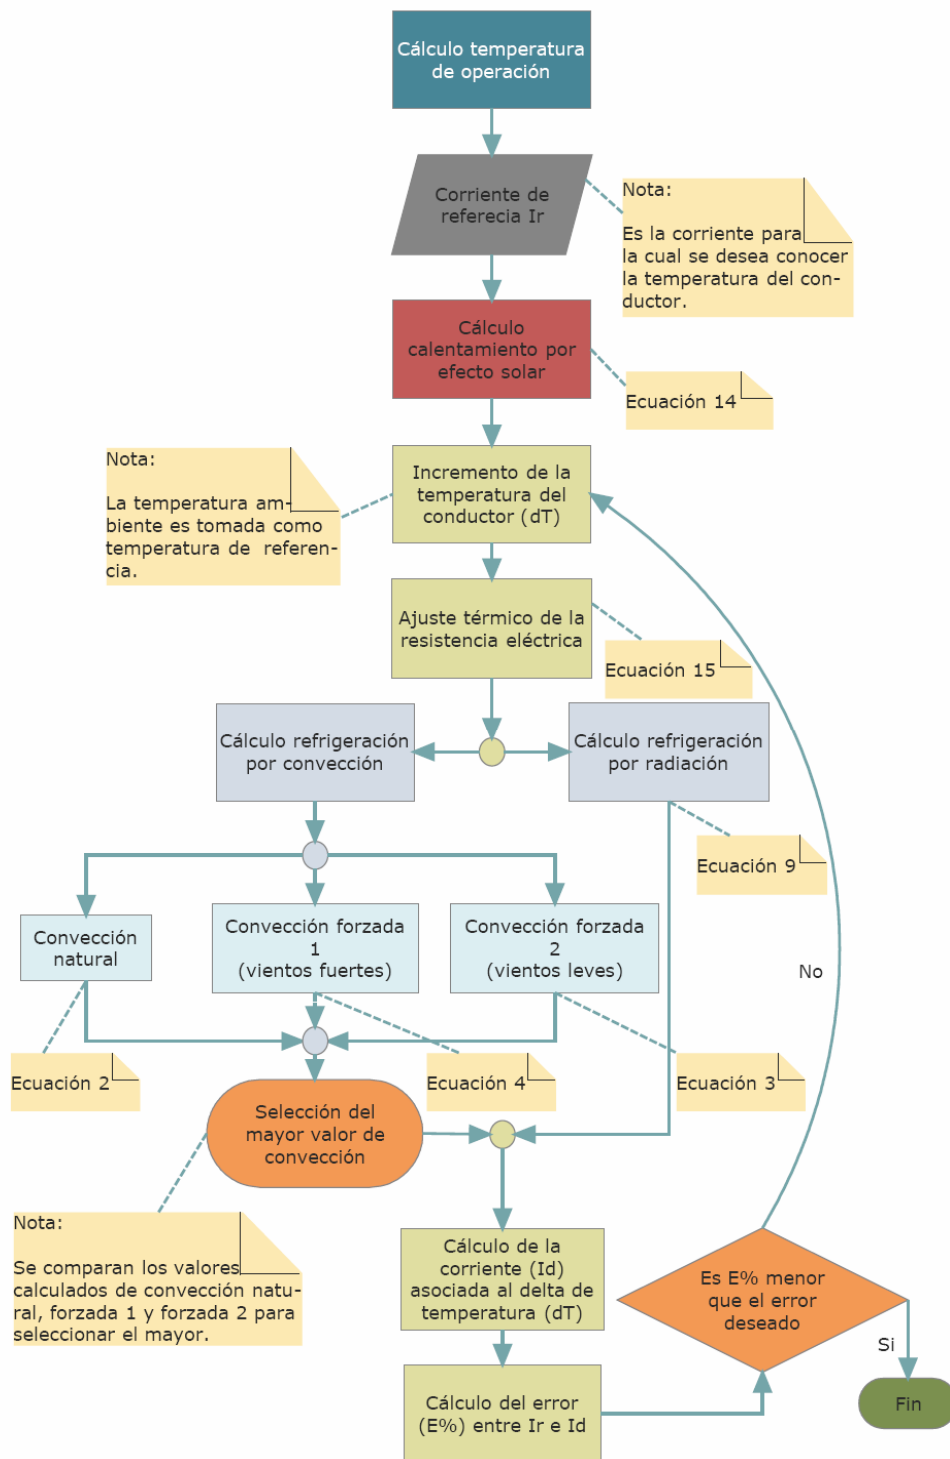 Cálculo temperatura
de operación
Corriente de
referecia Ir
Nota:
Es la corriente para
la cual se desea conocer
la temperatura del con-
ductor.
Cálculo
calentamiento por
efecto solar
Ecuación 14
Nota:
La temperatura am-
biente es tomada como
temperatura de referen-
cia.
Incremento de la
temperatura del
conductor (dT)
Ajuste térmico de la
resistencia eléctrica
Ecuación 15
Cálculo refrigeración
por convección
Cálculo refrigeración
por radiación
Ecuación 9
Convección
natural
Convección forzada
1
(vientos fuertes)
Convección forzada
2
(vientos leves)
No
Ecuación 2
Ecuación 4
Ecuación 3
Selección del
mayor valor de
convección
Nota:
Se comparan los valores
calculados de convección natu-
ral, forzada 1 y forzada 2 para
seleccionar el mayor.
Cálculo de la
corriente (Id)
asociada al delta de
temperatura (dT)
Es E% menor
que el error
deseado
Si
Fin
Cálculo del error
(E%) entre Ir e Id